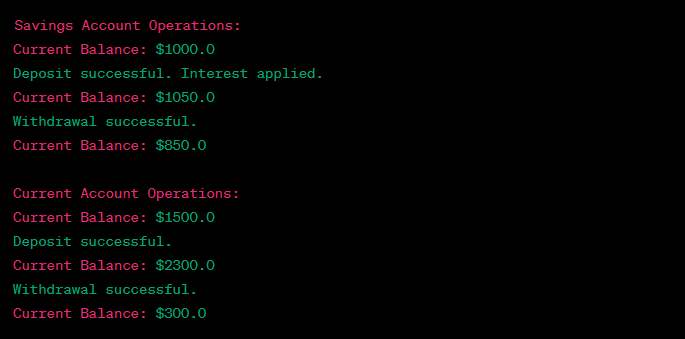 Savings Account Operations:
Current Balance: $1000.0
Deposit successful. Interest applied.
Current Balance: $1050.0
Withdrawal successful.
Current Balance: $850.0
Current Account Operations:
Current Balance: $1500.0
Deposit successful.
Current Balance: $2300.0
Withdrawal successful.
Current Balance: $300.0